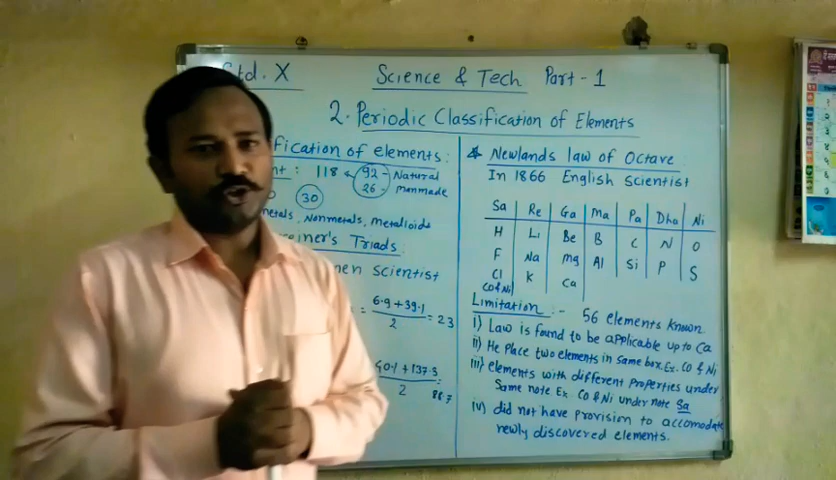 Std. X Science & Tech Part-1
2. Periodic Classification of Elements
fication of elements:
nt: 118 92 - Natural
26 - manmade
30
etals, Nonmetals, Metalloids
einer's Triads:
men scientist
= 6.9+39.1 / 2 = 23
40.1+137.3 / 2 = 88.7
Newlands law of Octave
In 1866 English scientist
Sa Re Ga Ma Pa Dha Ni
H Li Be B C N O
F Na Mg Al Si P S
Cl K Ca
Co & Ni
Limitation :- 56 elements known
i) Law is found to be applicable up to Ca
ii) He Place two elements in same box. Ex. CO & Ni
iii) elements with different Properties under
Same note Ex CO & Ni under note Sa
iv) did not have provision to accomodate
newly discovered elements.